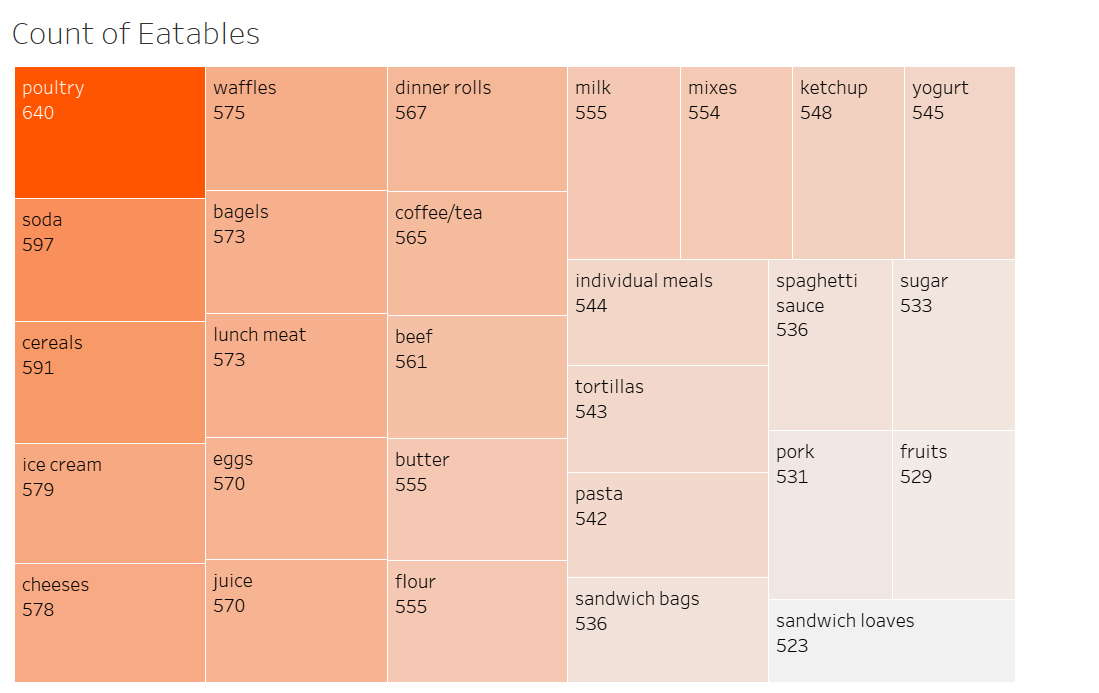 Count of Eatables
poultry
640
soda
597
cereals
591
ice cream
579
cheeses
578
waffles
575
bagels
573
lunch meat
573
eggs
570
juice
570
dinner rolls
567
coffee/tea
565
beef
561
butter
555
flour
555
milk
555
mixes
554
ketchup
548
yogurt
545
individual meals
544
tortillas
543
pasta
542
sandwich bags
536
spaghetti
sauce
536
sugar
533
pork
531
fruits
529
sandwich loaves
523